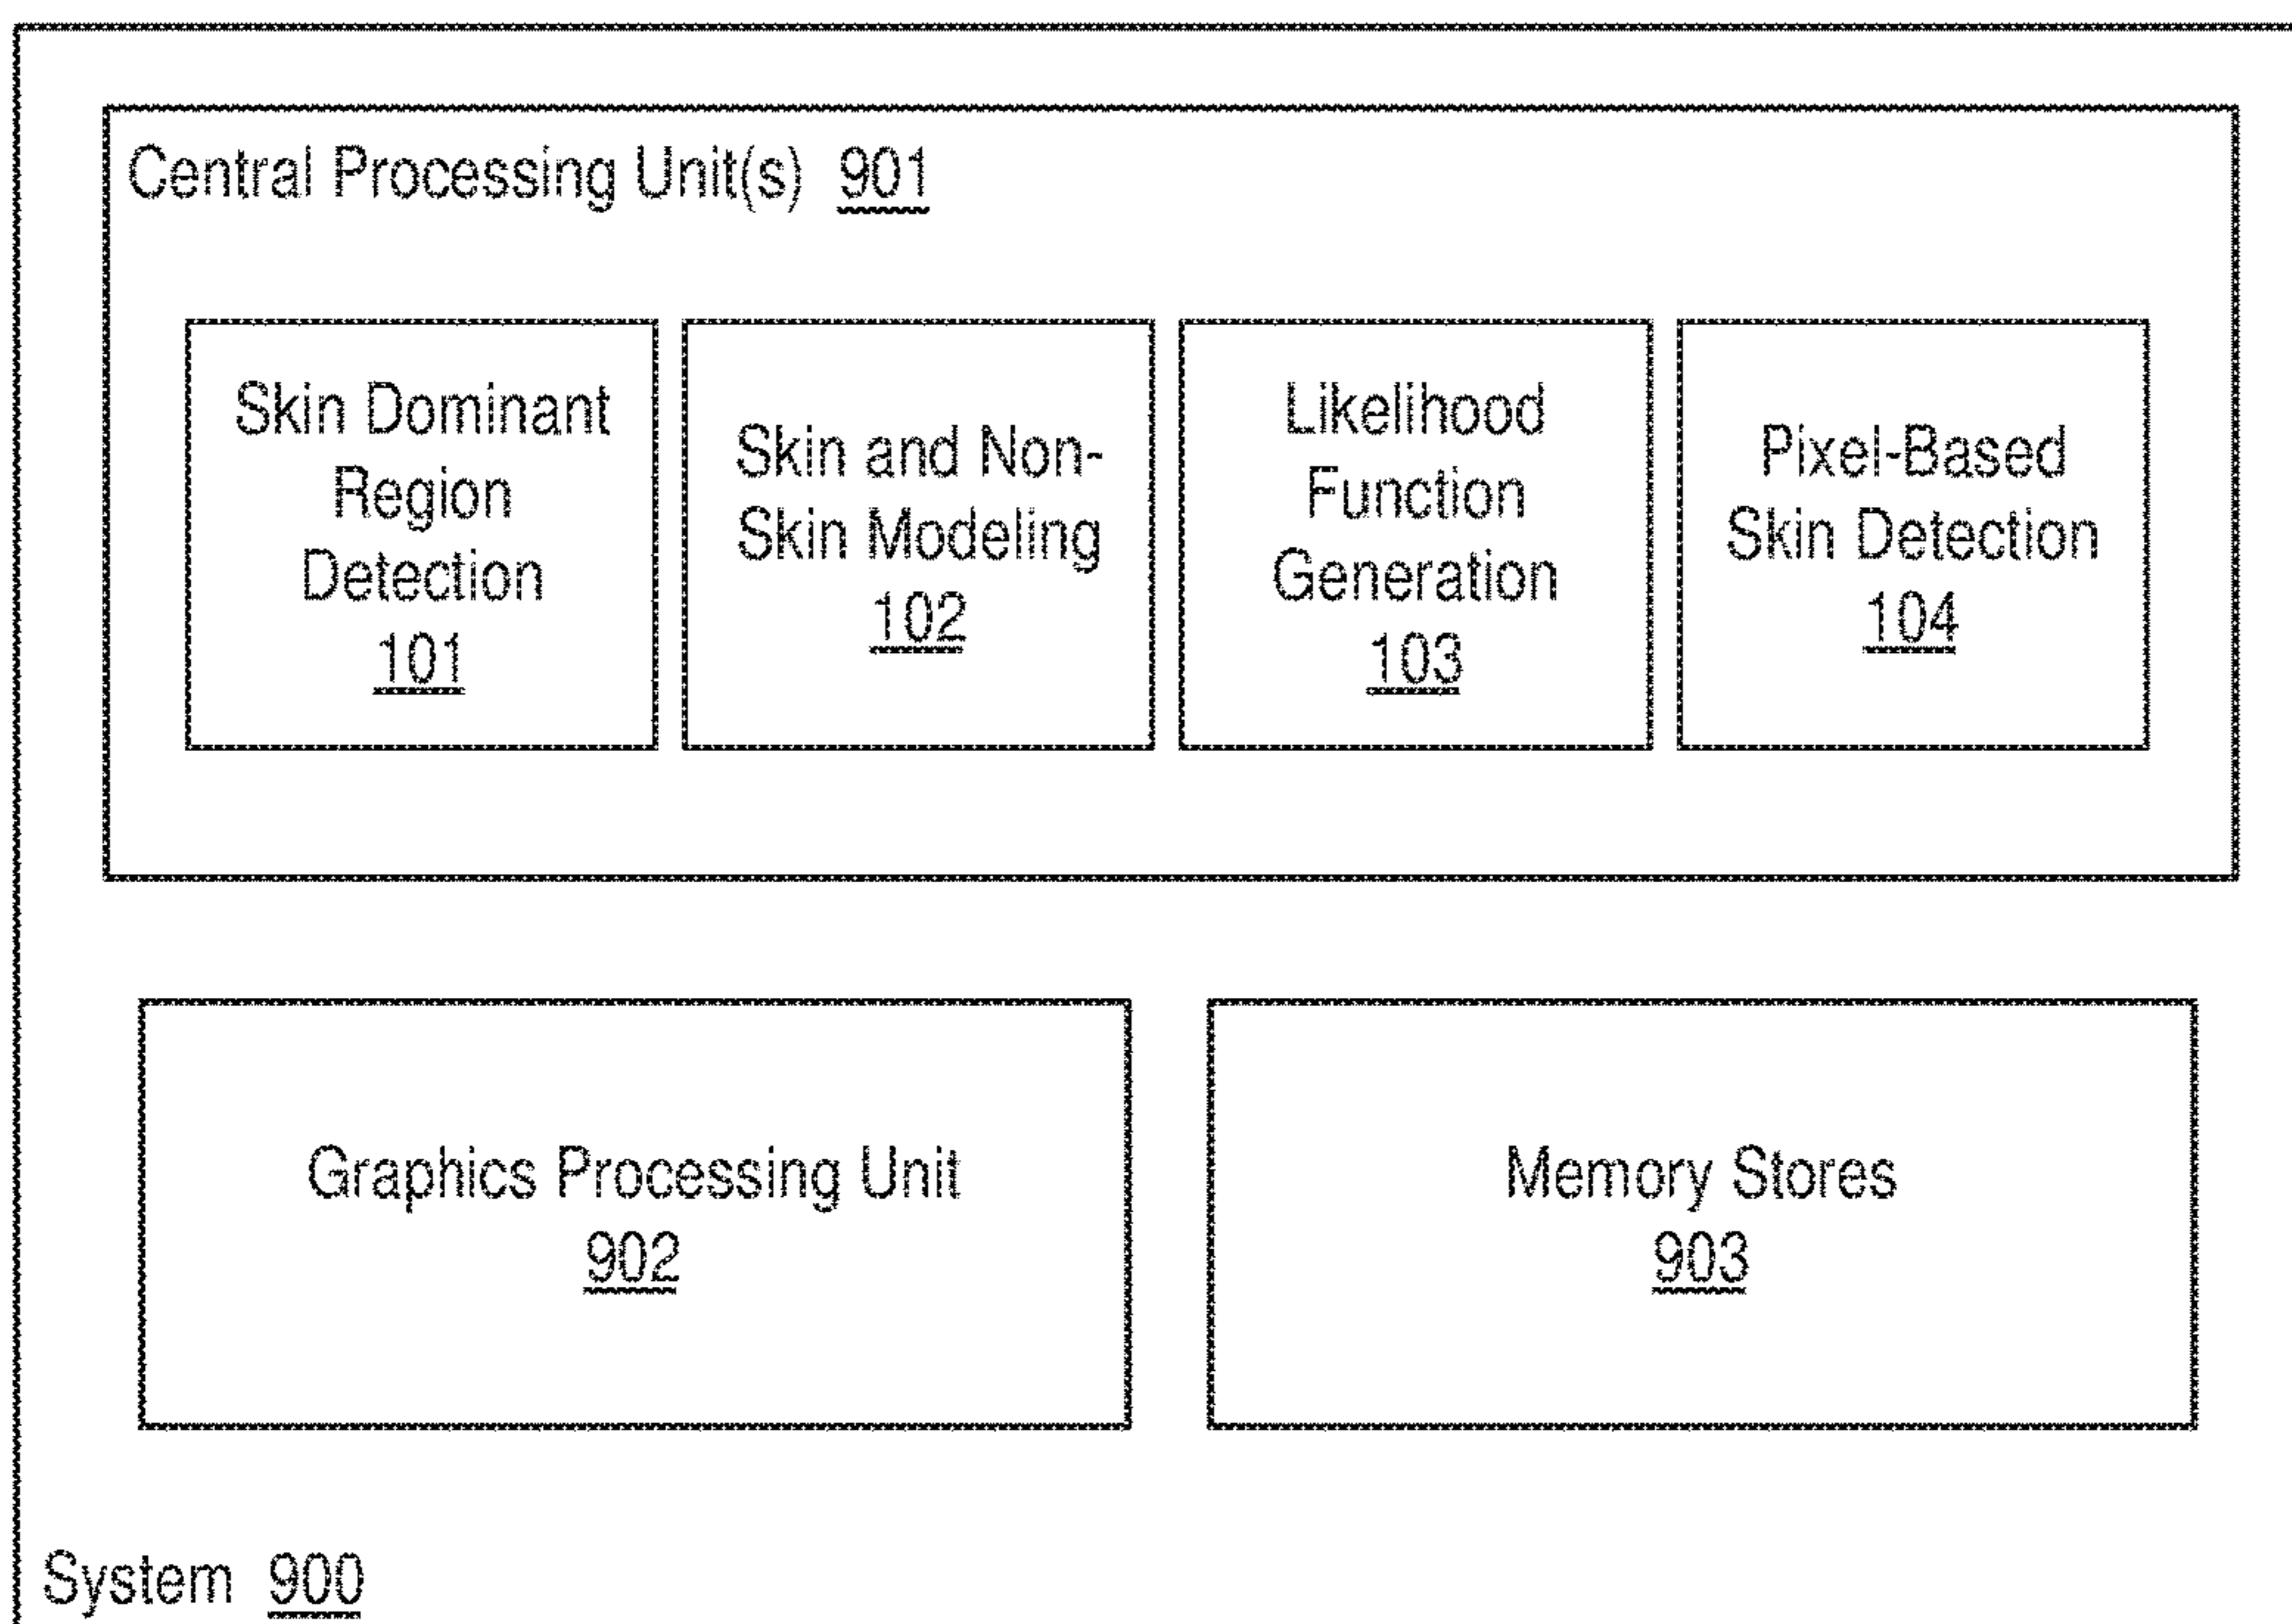 Central Processing Unit(s) 901
Skin Dominant
Region
Detection
101
Skin and Non-
Skin Modeling
102
Likelihood
Function
Generation
103
Pixel-Based
Skin Detection
104
Graphics Processing Unit
902
Memory Stores
903
System 900